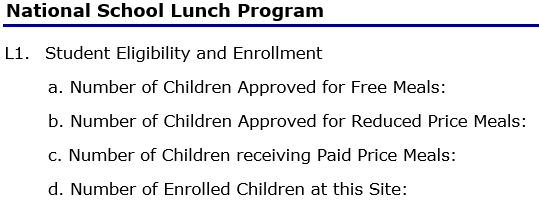 National School Lunch Program
L1. Student Eligibility and Enrollment
a. Number of Children Approved for Free Meals:
b. Number of Children Approved for Reduced Price Meals:
c. Number of Children receiving Paid Price Meals:
d. Number of Enrolled Children at this Site: